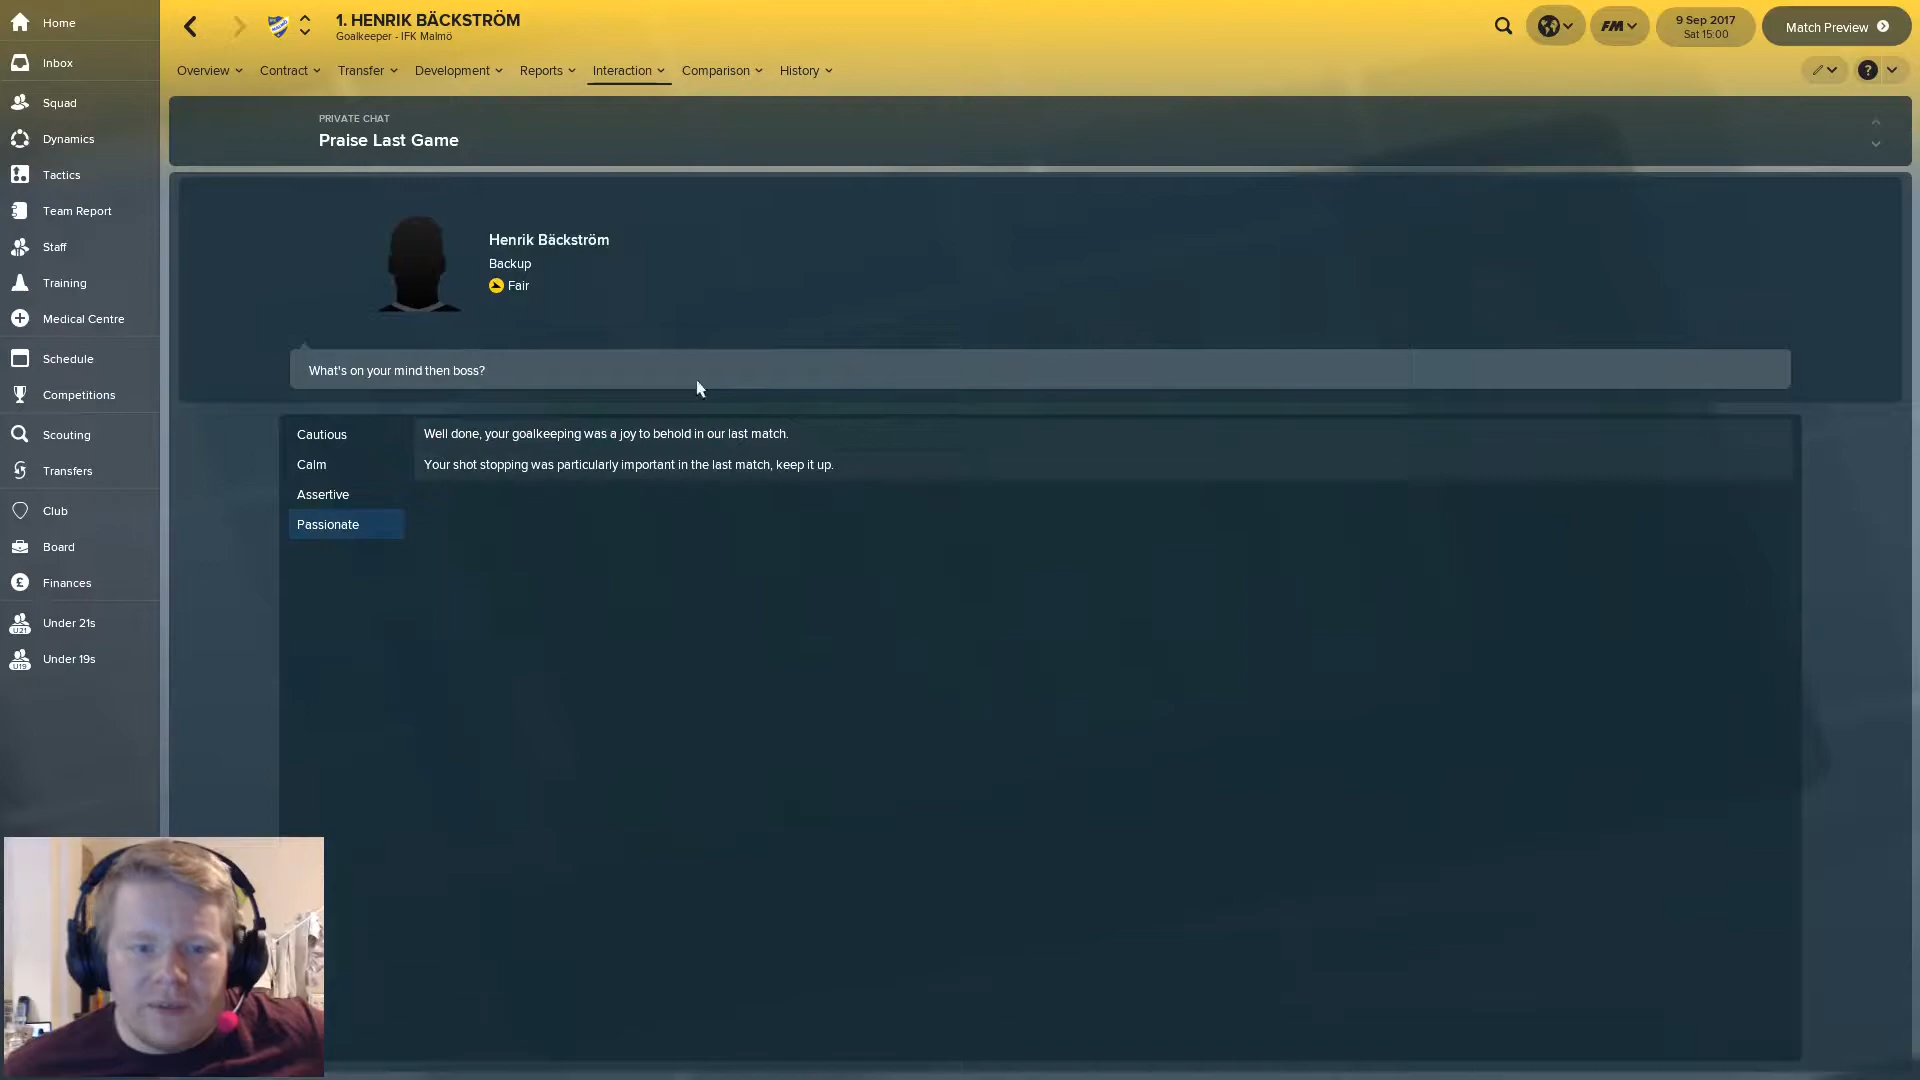 Home
Inbox
Squad
Dynamics
Tactics
Team Report
Staff
Training
Medical Centre
Schedule
Competitions
Scouting
Transfers
Club
Board
Finances
U21
Under 21s
U19
Under 19s
1. HENRIK BÄCKSTRÖM
Goalkeeper - IFK Malmö
FM
9 Sep 2017
Sat 15:00
Match Preview
Overview
Contract
Transfer
Development
Reports
Interaction
Comparison
History
?
PRIVATE CHAT
Praise Last Game
Henrik Bäckström
Backup
Fair
What's on your mind then boss?
Cautious
Calm
Assertive
Passionate
Well done, your goalkeeping was a joy to behold in our last match.
Your shot stopping was particularly important in the last match, keep it up.